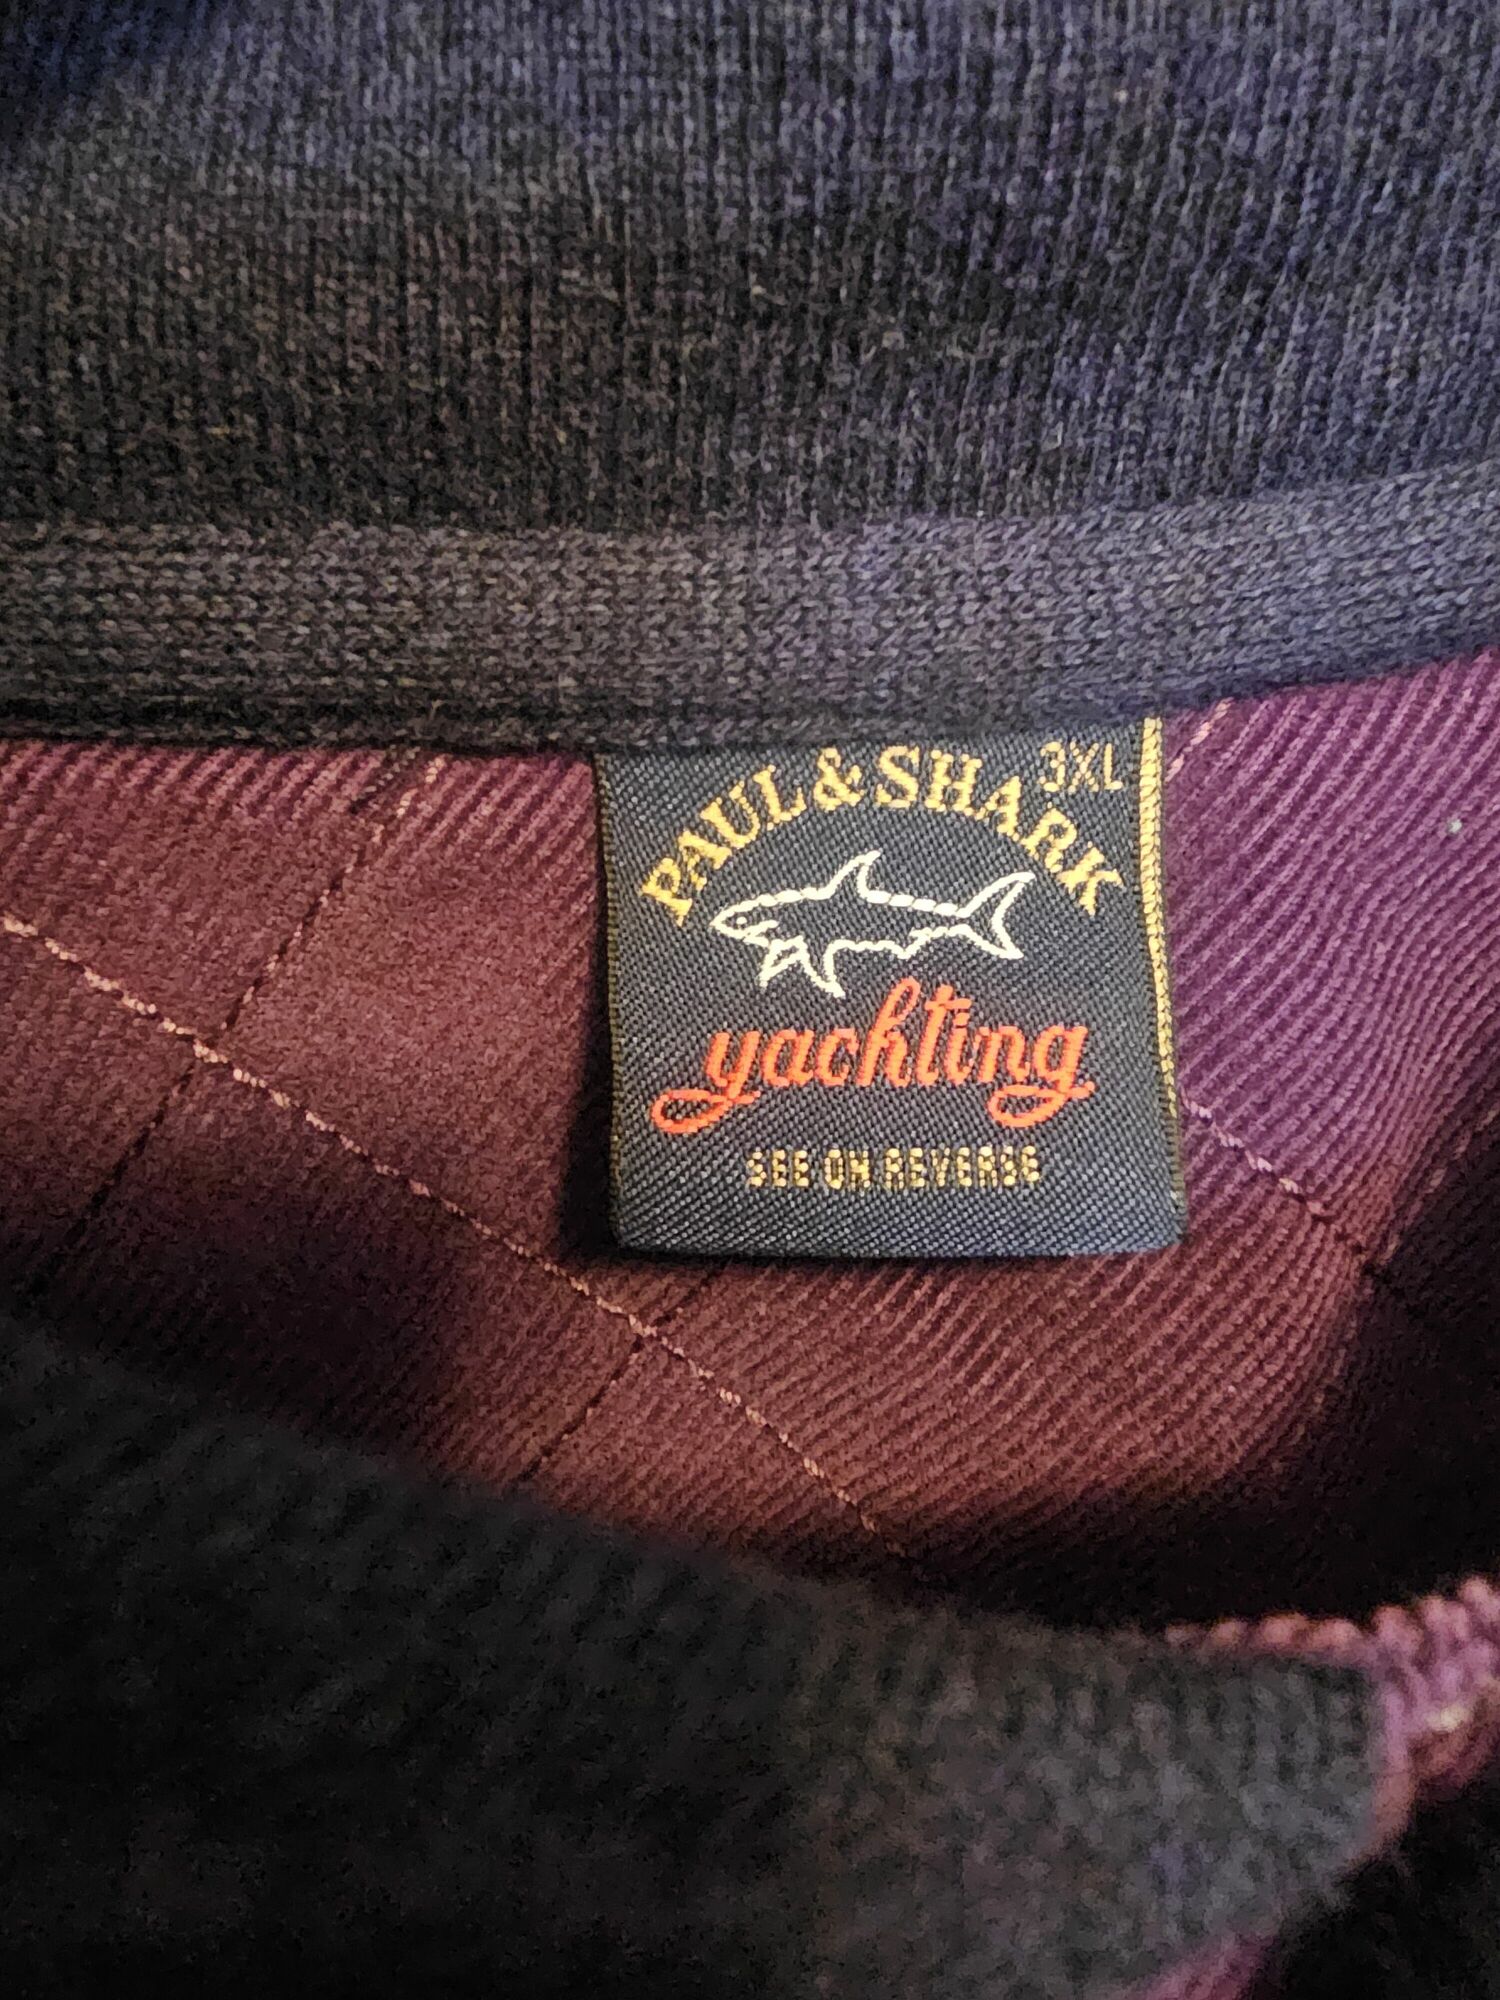 3XL
PAUL & SHARK
yachting
SEE ON REVERSE